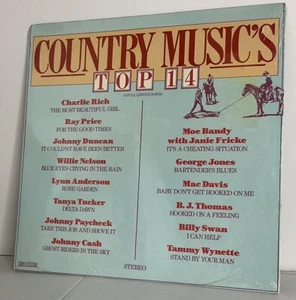 COUNTRY MUSIC'S
TOP 14
Charlie Rich
THE MOST BEAUTIFUL GIRL
Ray Price
FOR THE GOOD TIMES
Johnny Duncan
IT COULDN'T HAVE BEEN BETTER
Willie Nelson
BLUE EYES CRYING IN THE RAIN
Lynn Anderson
ROSE GARDEN
Tanya Tucker
DELTA DAWN
Johnny Paycheck
TAKE THIS JOB AND SHOVE IT
Johnny Cash
GHOST RIDERS IN THE SKY
Moe Bandy
with Janie Fricke
IT'S A CHEATING SITUATION
George Jones
BARTENDER'S BLUES
Mac Davis
BABY DON'T GET HOOKED ON ME
B. J. Thomas
HOOKED ON A FEELING
Billy Swan
I CAN HELP
Tammy Wynette
STAND BY YOUR MAN
STEREO